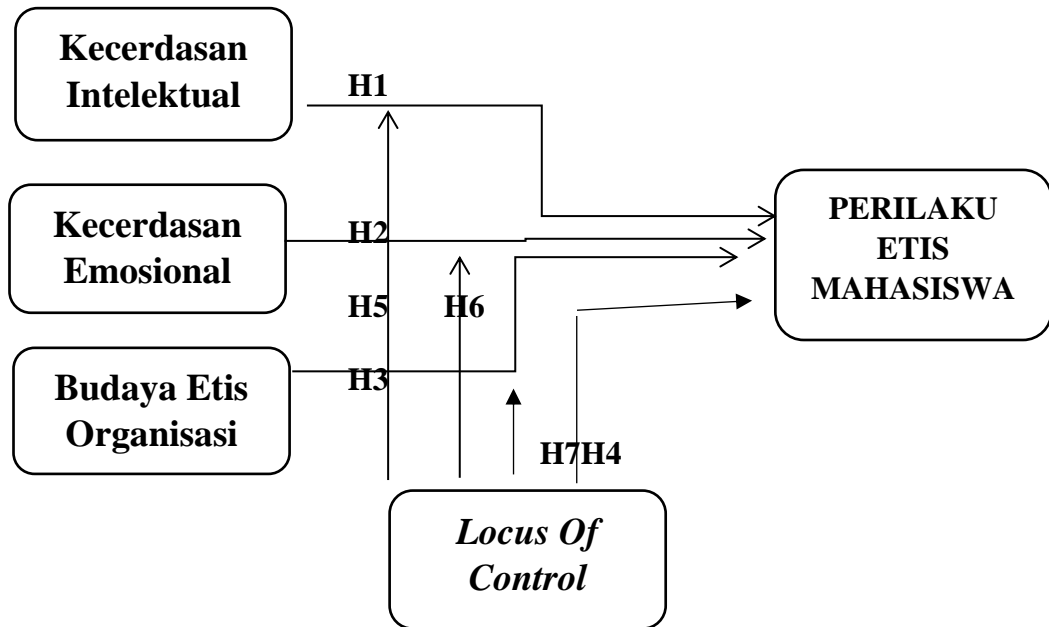 Kecerdasan
Intelektual
H1
Kecerdasan
Emosional
H2
PERILAKU
ETIS
MAHASISWA
H5
H6
Budaya Etis
Organisasi
H3
H7H4
Locus Of
Control